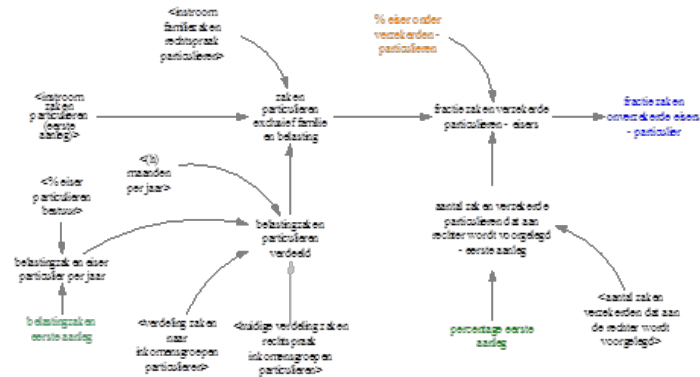 <instroom
familiezaken
rechtspraak
particulieren>
% eiser onder
verzekerden -
particulieren
<instroom
zaken
particulieren
(eerste
aanleg)>
zaken
particulieren
exclusief familie
en belasting
fractie zaken verzekerde
particulieren - eisers
fractie zaken
onverzekerde eisers
- particulier
<(h)
maanden
per jaar>
<% eiser
particulieren
bestuur>
belastingzaken
particulieren
verdeeld
aantal zaken verzekerde
particulieren dat aan
rechter wordt voorgelegd
- eerste aanleg
belastingzaken eiser
particulier per jaar
belastingzaken
eerste aanleg
<verdeling zaken
naar
inkomensgroepen
particulieren>
<huidige verdeling zaken
rechtspraak
inkomensgroepen
particulieren>
percentage eerste
aanleg
<aantal zaken
verzekerden dat aan
de rechter wordt
voorgelegd>